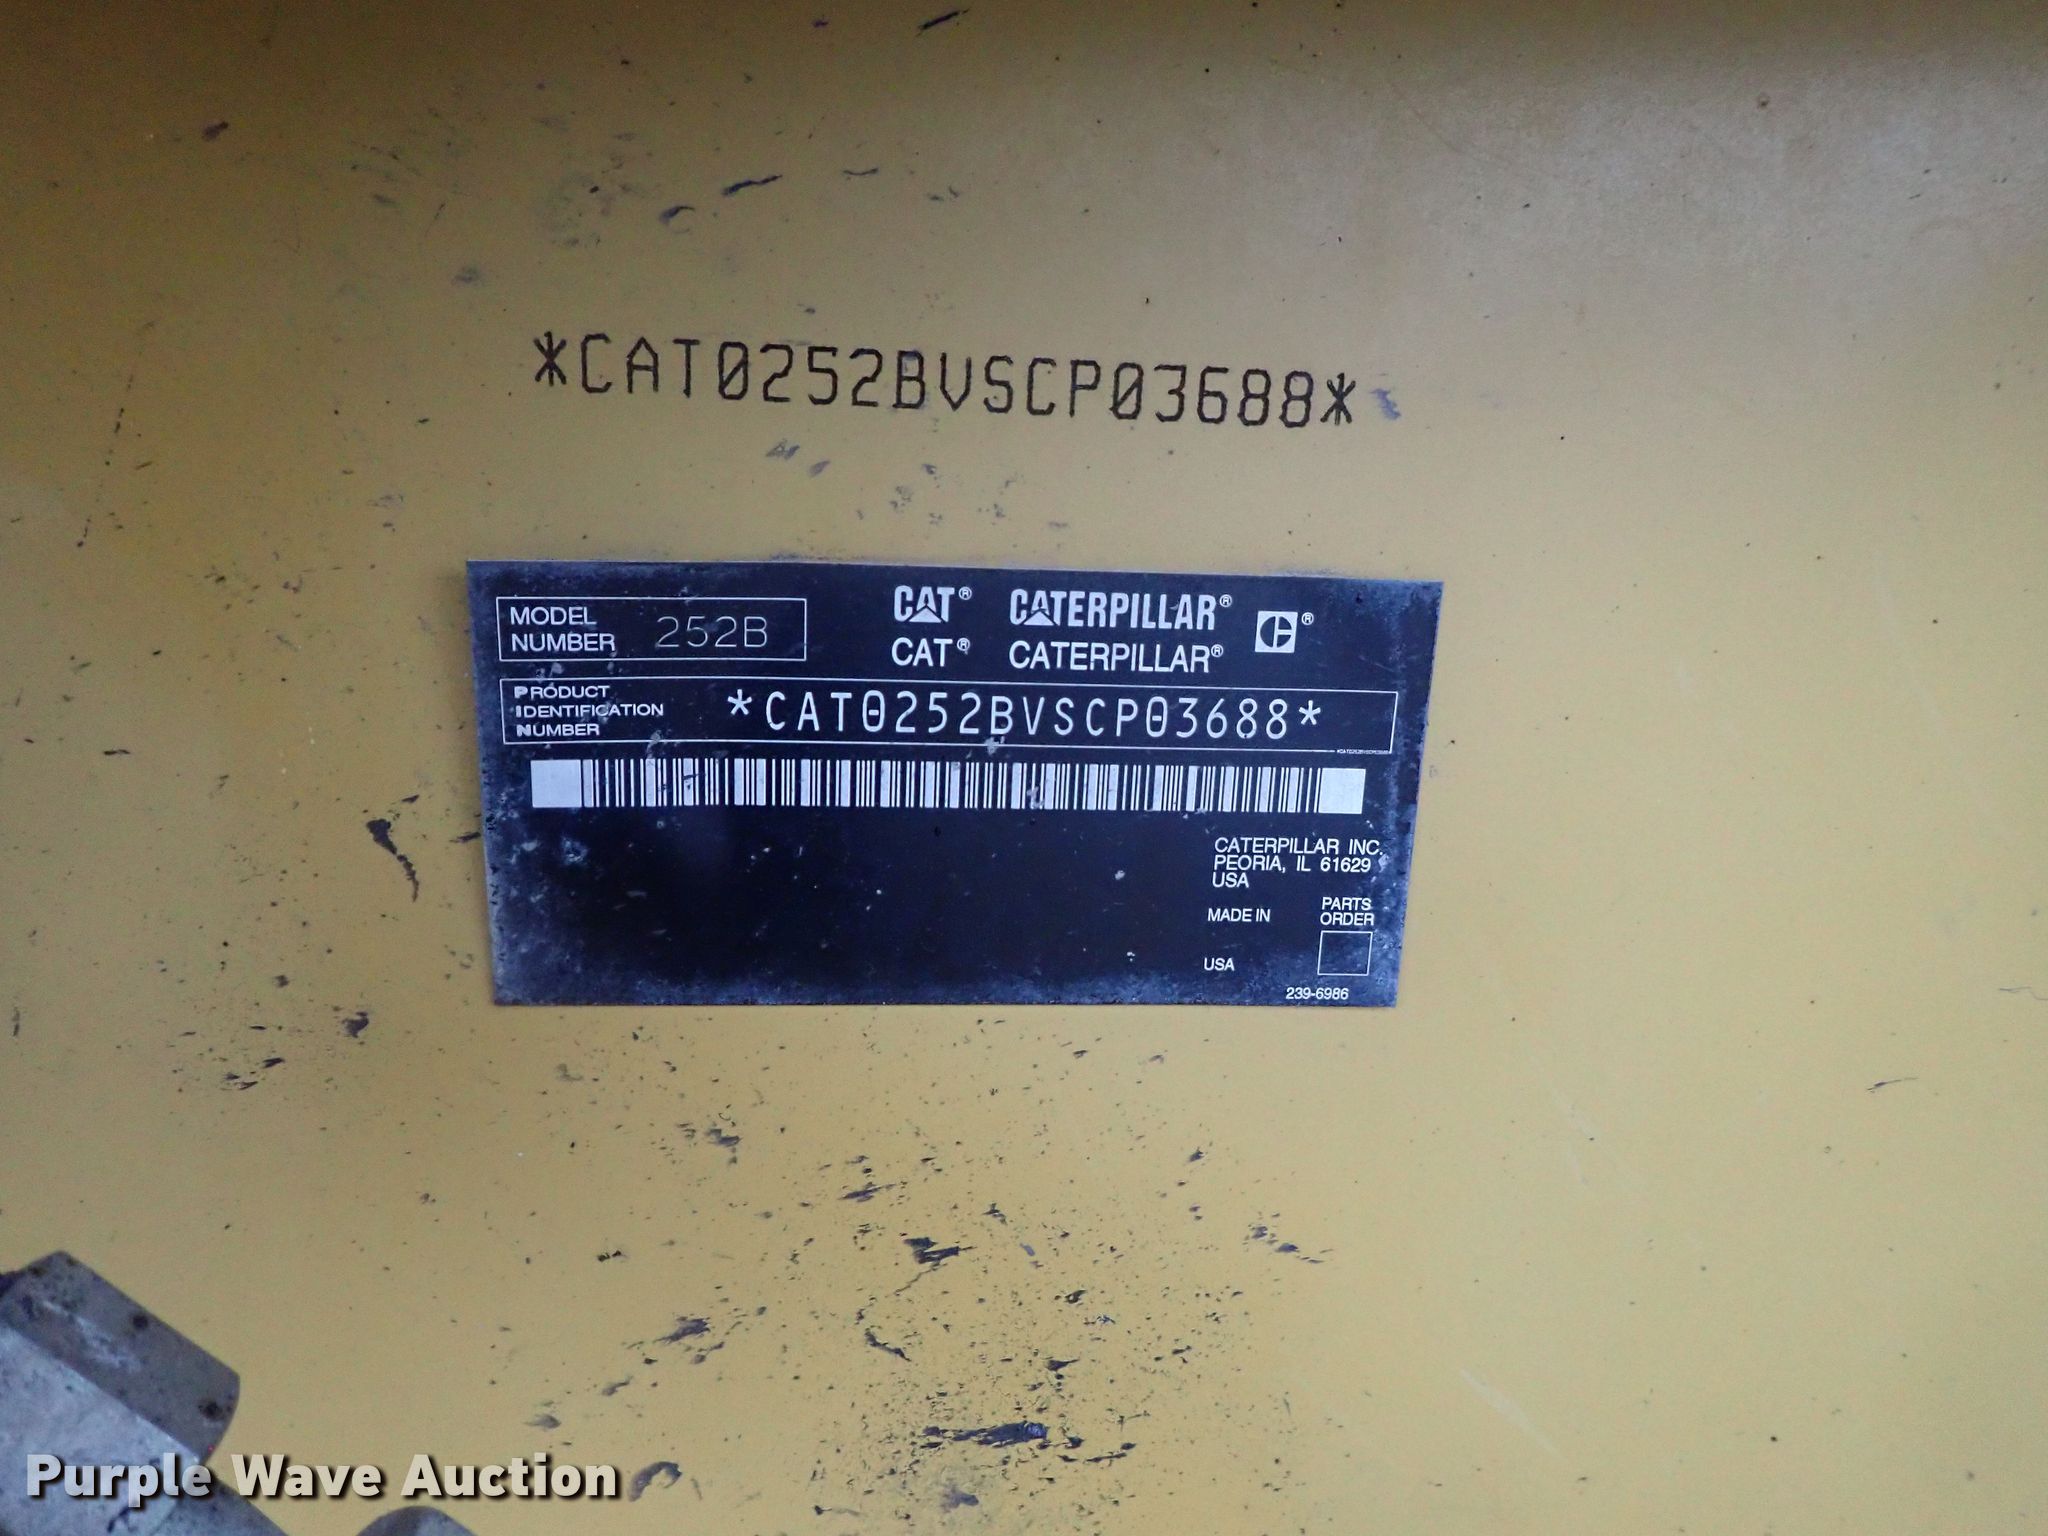 *CAT0252BVSCP03688*
MODEL NUMBER 252B
CAT® CATERPILLAR®
CAT® CATERPILLAR®
PRODUCT IDENTIFICATION NUMBER *CAT0252BVSCP03688*
*CAT0252BVSCP03688*
CATERPILLAR INC.
PEORIA, IL 61629
USA
MADE IN
USA
PARTS
ORDER
239-6986
Purple Wave Auction